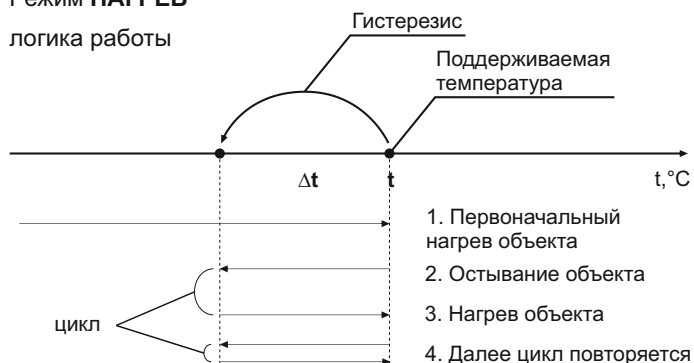 Режим НАГРЕВ
логика работы
Гистерезис
Поддерживаемая
температура
Δt
t
t,°C
1. Первоначальный
нагрев объекта
2. Остывание объекта
3. Нагрев объекта
цикл
4. Далее цикл повторяется